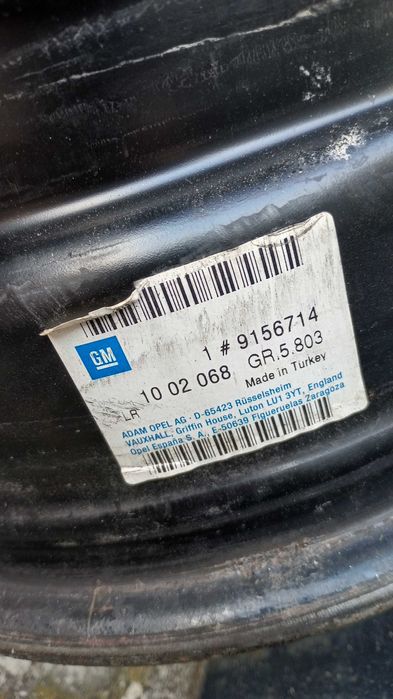 GM
1 # 9156714
10 02 068 GR.5.803
LR Made in Turkey
ADAM OPEL AG - D-65423 Rüsselsheim
VAUXHALL, Griffin House, Luton LU1 3YT, England
Opel España S. A., E-50639 Figueruelas Zaragoza